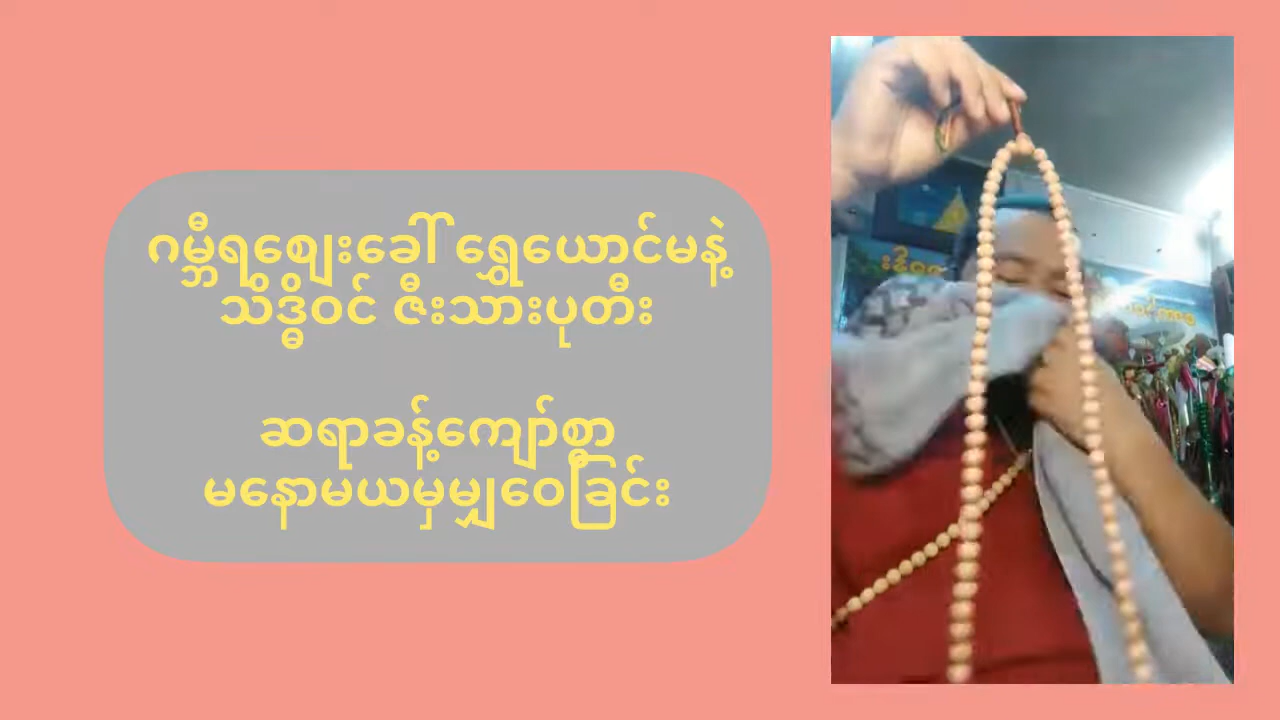 ဂမ္ဘီရဈေးခေါ် ရွှေယောင်မနဲ့
သိဒ္ဓိဝင် ဇီးသားပုတီး
ဆရာခန့်ကျော်စွာ
မနောမယမှမျှဝေခြင်း